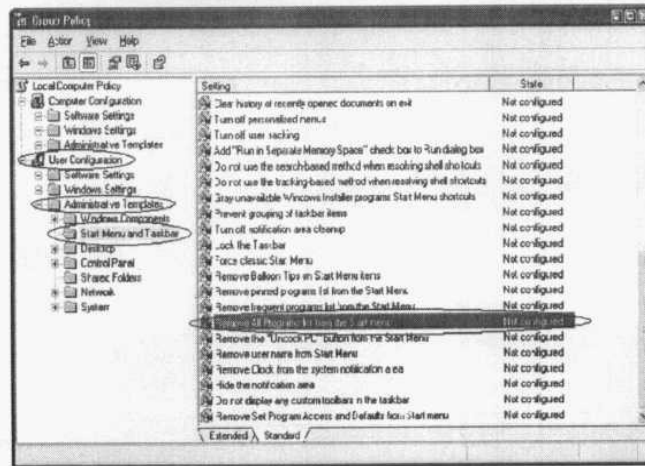 Group Policy
File Action View Help
Local Computer Policy
Computer Configuration
Software Settings
Windows Settings
Administrative Templates
User Configuration
Software Settings
Windows Settings
Administrative Templates
Windows Components
Start Menu and Taskbar
Desktop
Control Panel
Shared Folders
Network
System
Setting State
Clear history of recently opened documents on exit Not configured
Turn off personalized menus Not configured
Turn off user tracking Not configured
Add "Run in Separate Memory Space" check box to Run dialog box Not configured
Do not use the search-based method when resolving shell shortcuts Not configured
Do not use the tracking-based method when resolving shell shortcuts Not configured
Gray unavailable Windows Installer programs Start Menu shortcuts Not configured
Prevent grouping of taskbar items Not configured
Turn off notification area cleanup Not configured
Lock the Taskbar Not configured
Force classic Start Menu Not configured
Remove Balloon Tips on Start Menu items Not configured
Remove pinned programs list from the Start Menu Not configured
Remove frequent programs list from the Start Menu Not configured
Remove All Programs list from the Start menu Not configured
Remove the "Undock PC" button from the Start Menu Not configured
Remove user name from Start Menu Not configured
Remove Clock from the system notification area Not configured
Hide the notification area Not configured
Do not display any custom toolbars in the taskbar Not configured
Remove Set Program Access and Defaults from Start menu Not configured
Extended Standard